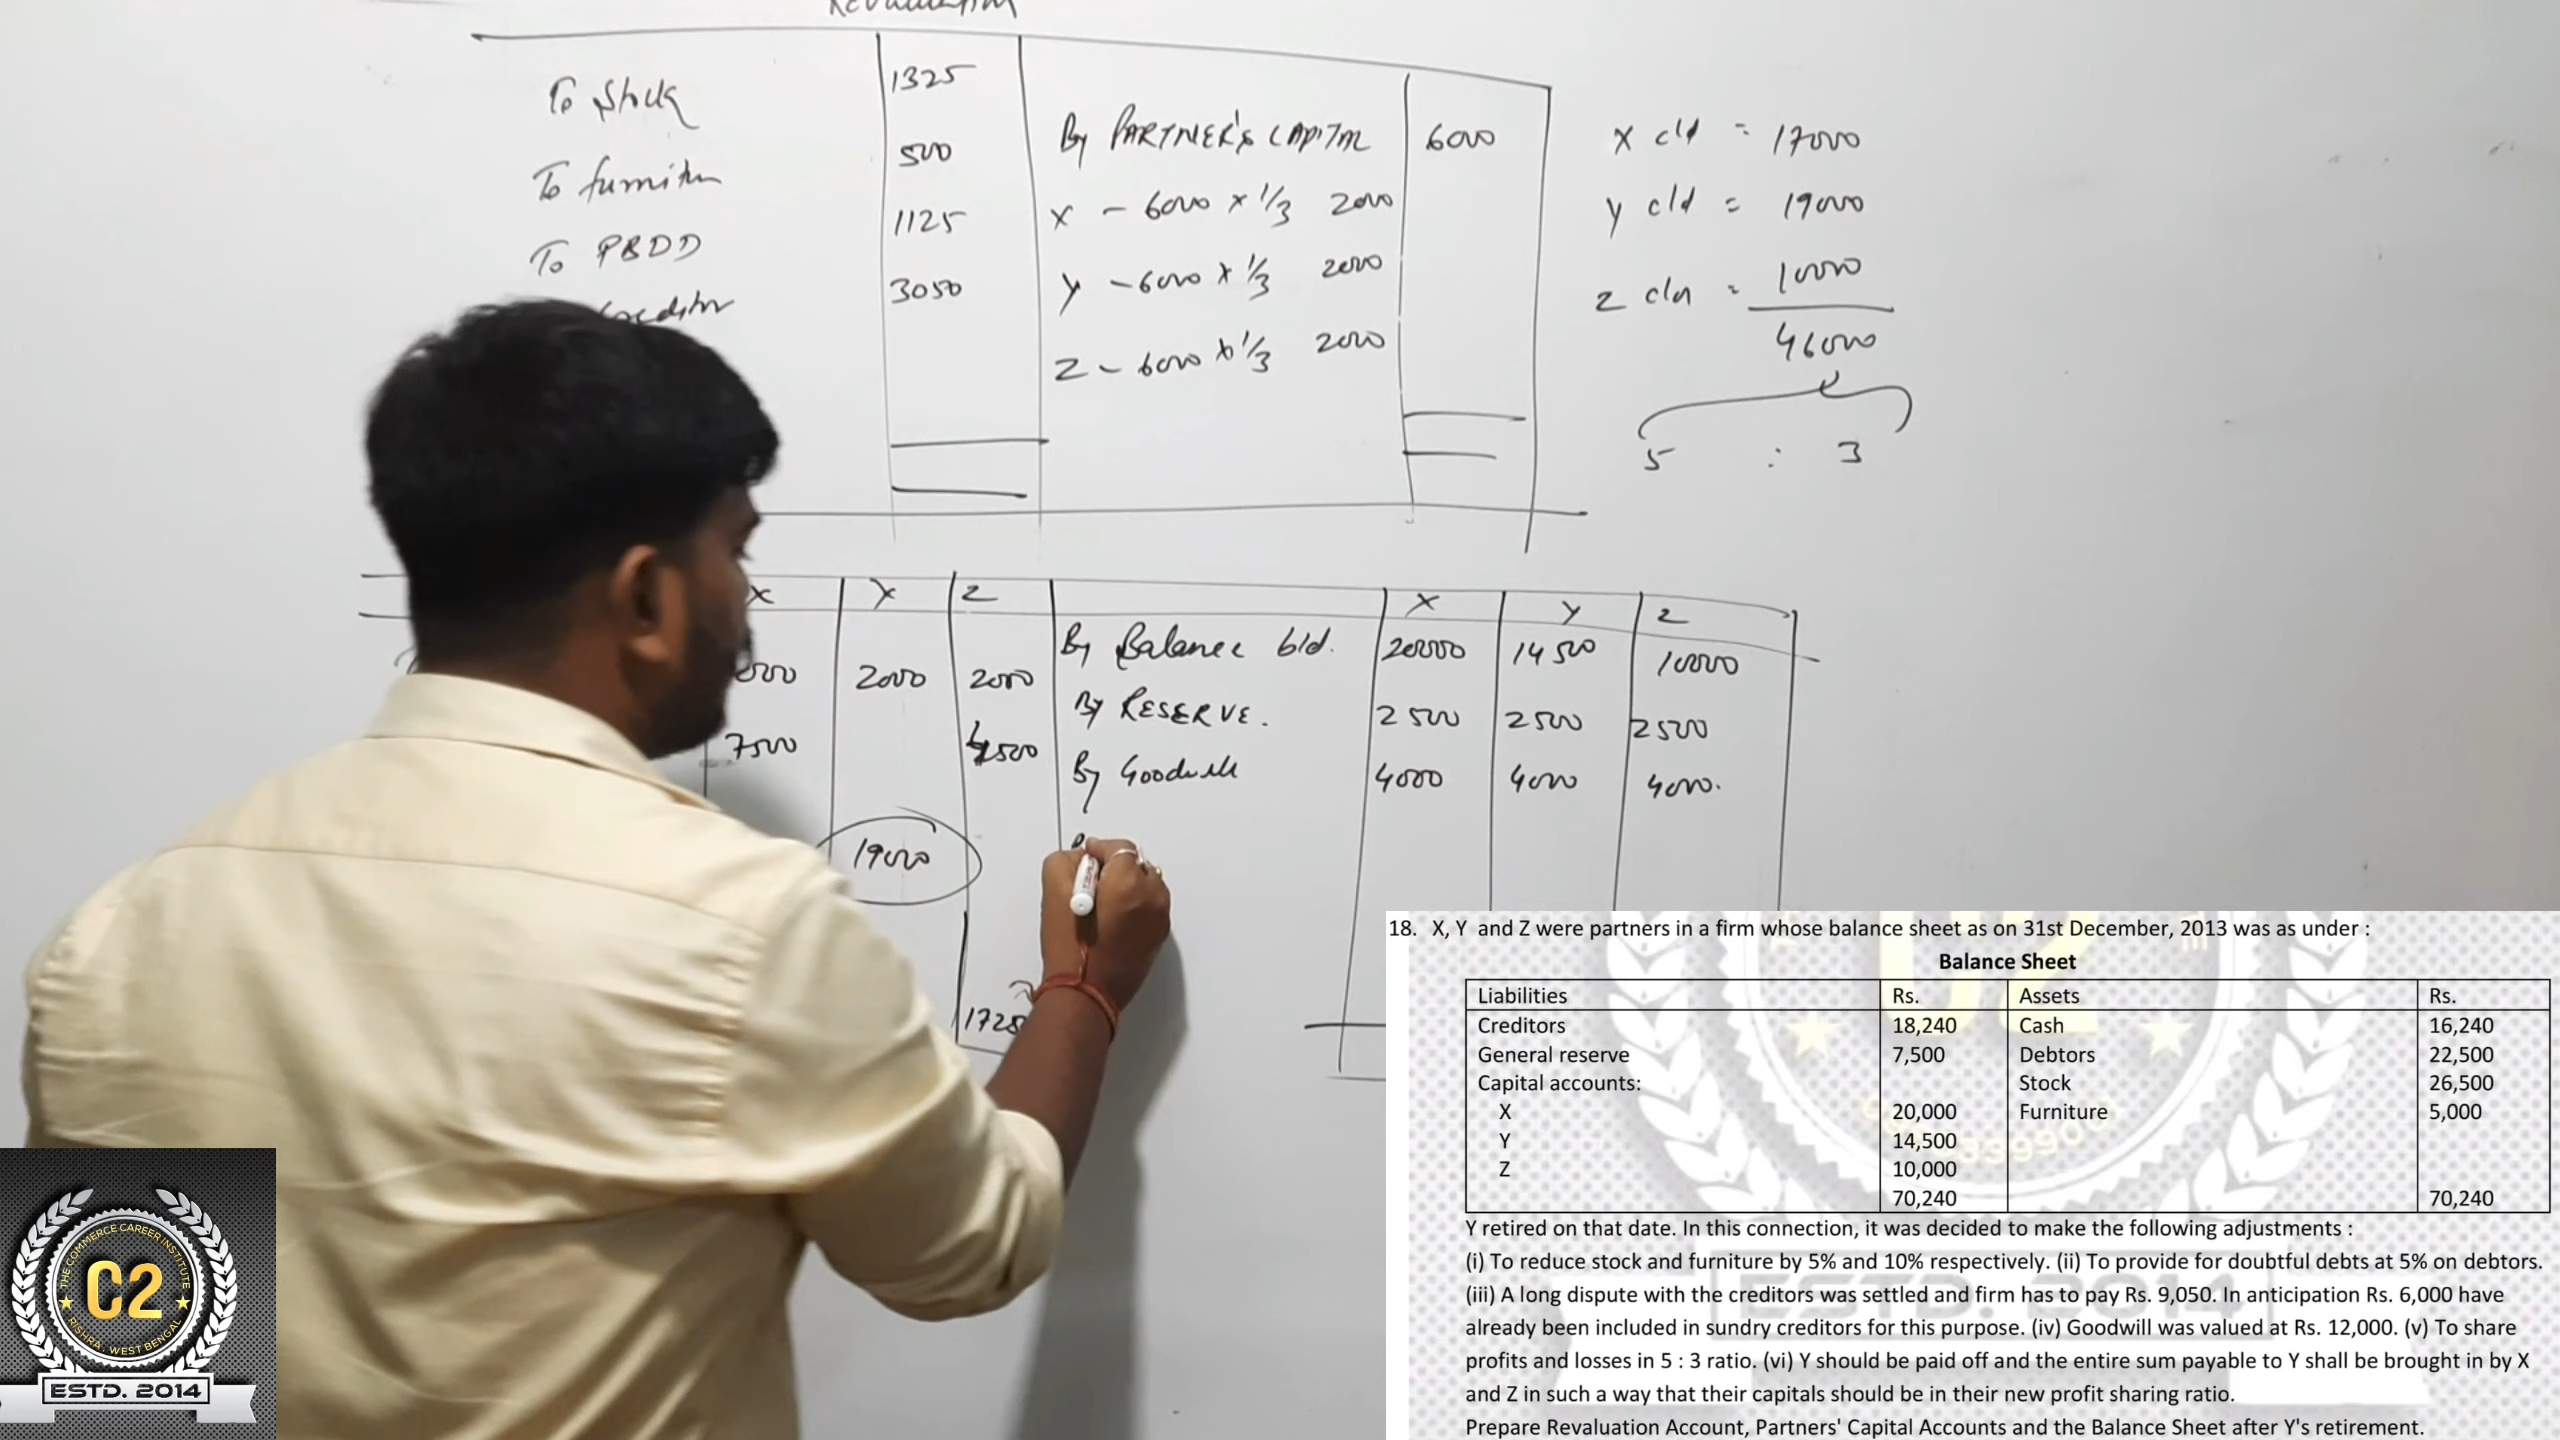 To Stock 1325
To furnitur 500
To PBDD 1125
3050
By PARTNER'S CAPITAL 6000
X - 6000 x 1/3 2000
Y - 6000 x 1/3 2000
Z - 6000 x 1/3 2000
X cld = 17000
Y cld = 19000
Z = 10000
46000
5 : 3
X Y Z X Y Z
2000 2000 By Balance bld. 20000 14500 10000
7500 4500 By RESERVE. 2500 2500 2500
By Goodwill 4000 4000 4000.
19000
18. X, Y and Z were partners in a firm whose balance sheet as on 31st December, 2013 was as under :
Balance Sheet
Liabilities Rs. Assets Rs.
Creditors 18,240 Cash 16,240
General reserve 7,500 Debtors 22,500
Capital accounts: Stock 26,500
X 20,000 Furniture 5,000
Y 14,500
Z 10,000
70,240 70,240
Y retired on that date. In this connection, it was decided to make the following adjustments :
(i) To reduce stock and furniture by 5% and 10% respectively. (ii) To provide for doubtful debts at 5% on debtors.
(iii) A long dispute with the creditors was settled and firm has to pay Rs. 9,050. In anticipation Rs. 6,000 have
already been included in sundry creditors for this purpose. (iv) Goodwill was valued at Rs. 12,000. (v) To share
profits and losses in 5 : 3 ratio. (vi) Y should be paid off and the entire sum payable to Y shall be brought in by X
and Z in such a way that their capitals should be in their new profit sharing ratio.
Prepare Revaluation Account, Partners' Capital Accounts and the Balance Sheet after Y's retirement.
THE COMMERCE CAREER INSTITUTE
C2
RISHRA, WEST BENGAL
ESTD. 2014